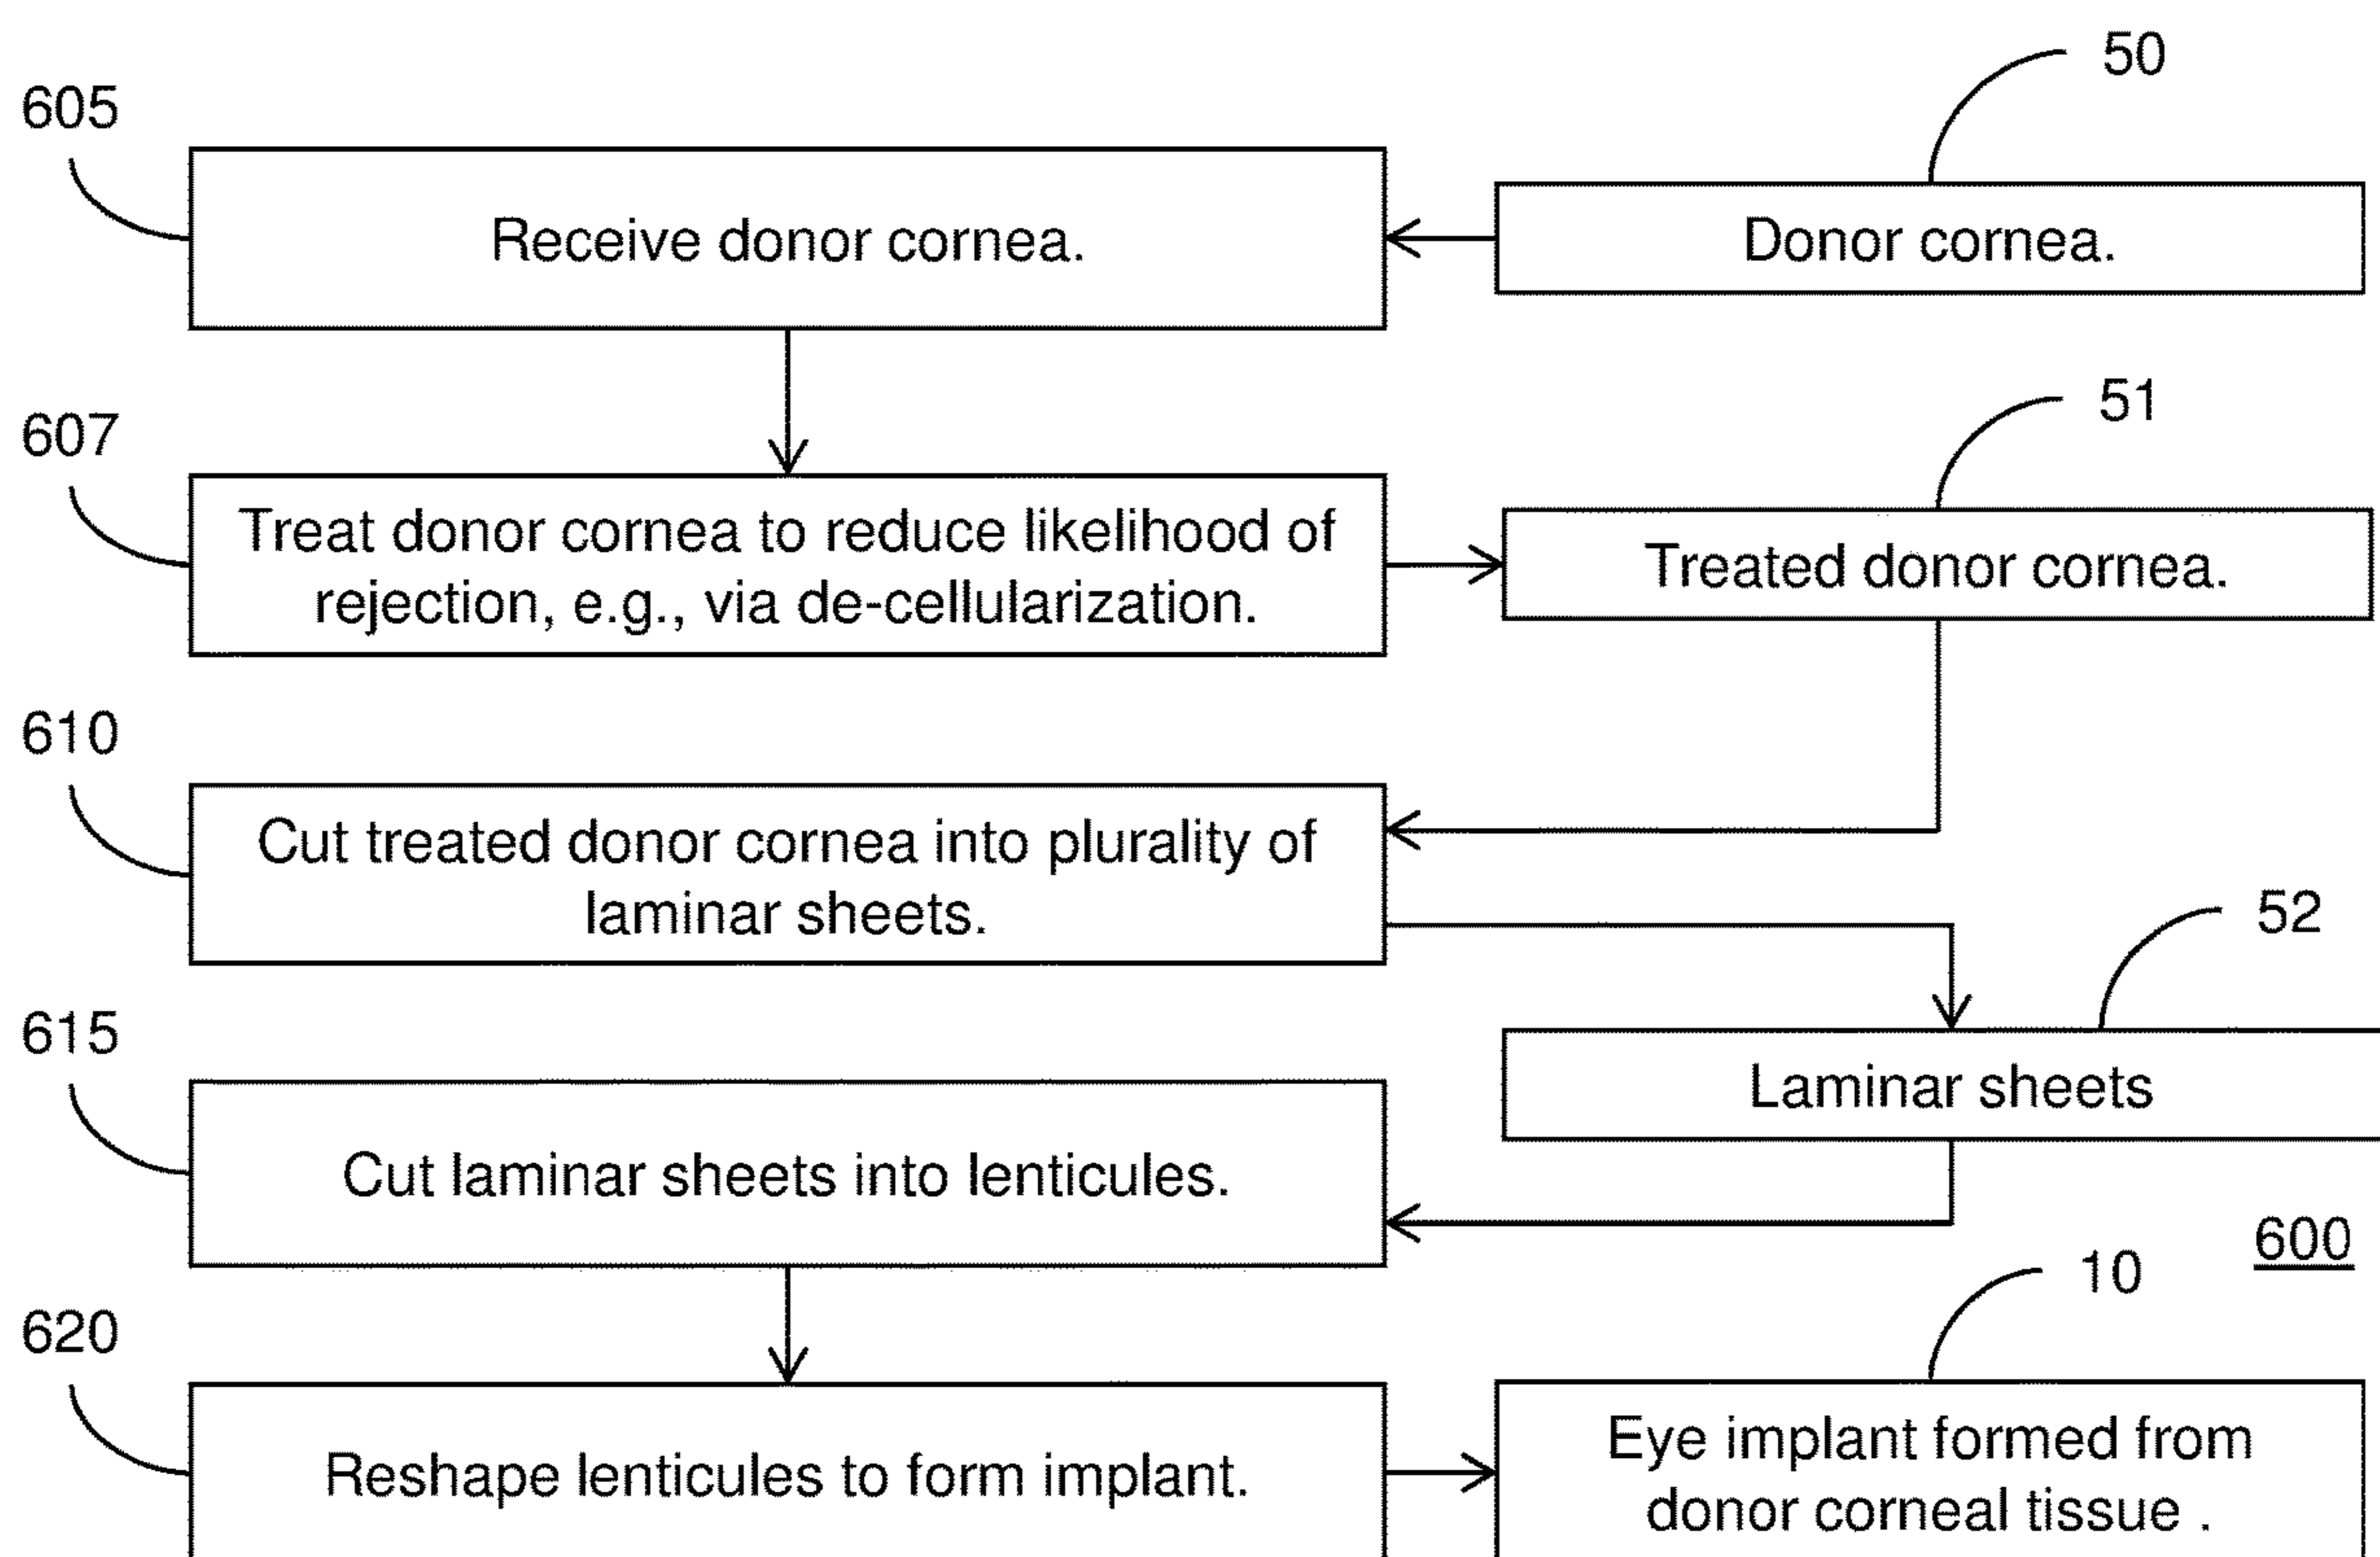 50
605
Receive donor cornea.
Donor cornea.
51
607
Treat donor cornea to reduce likelihood of
rejection, e.g., via de-cellularization.
Treated donor cornea.
610
Cut treated donor cornea into plurality of
laminar sheets.
52
615
Laminar sheets
Cut laminar sheets into lenticules.
600
10
620
Reshape lenticules to form implant.
Eye implant formed from
donor corneal tissue .